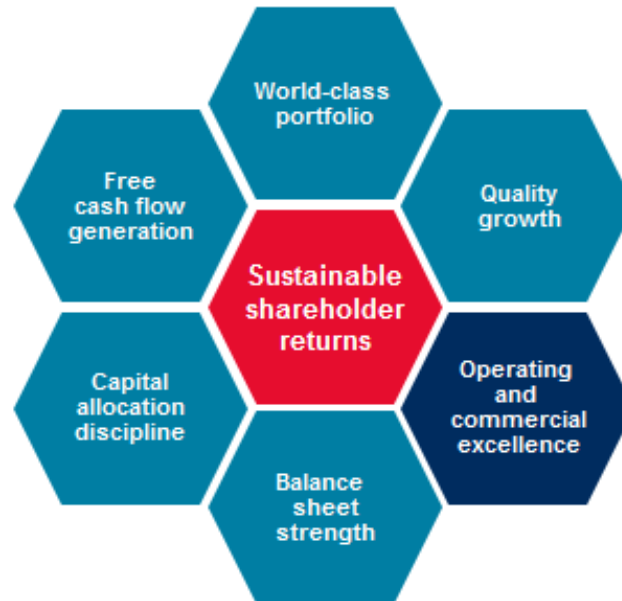 World-class
portfolio
Quality
growth
Operating
and
commercial
excellence
Balance
sheet
strength
Capital
allocation
discipline
Free
cash flow
generation
Sustainable
shareholder
returns